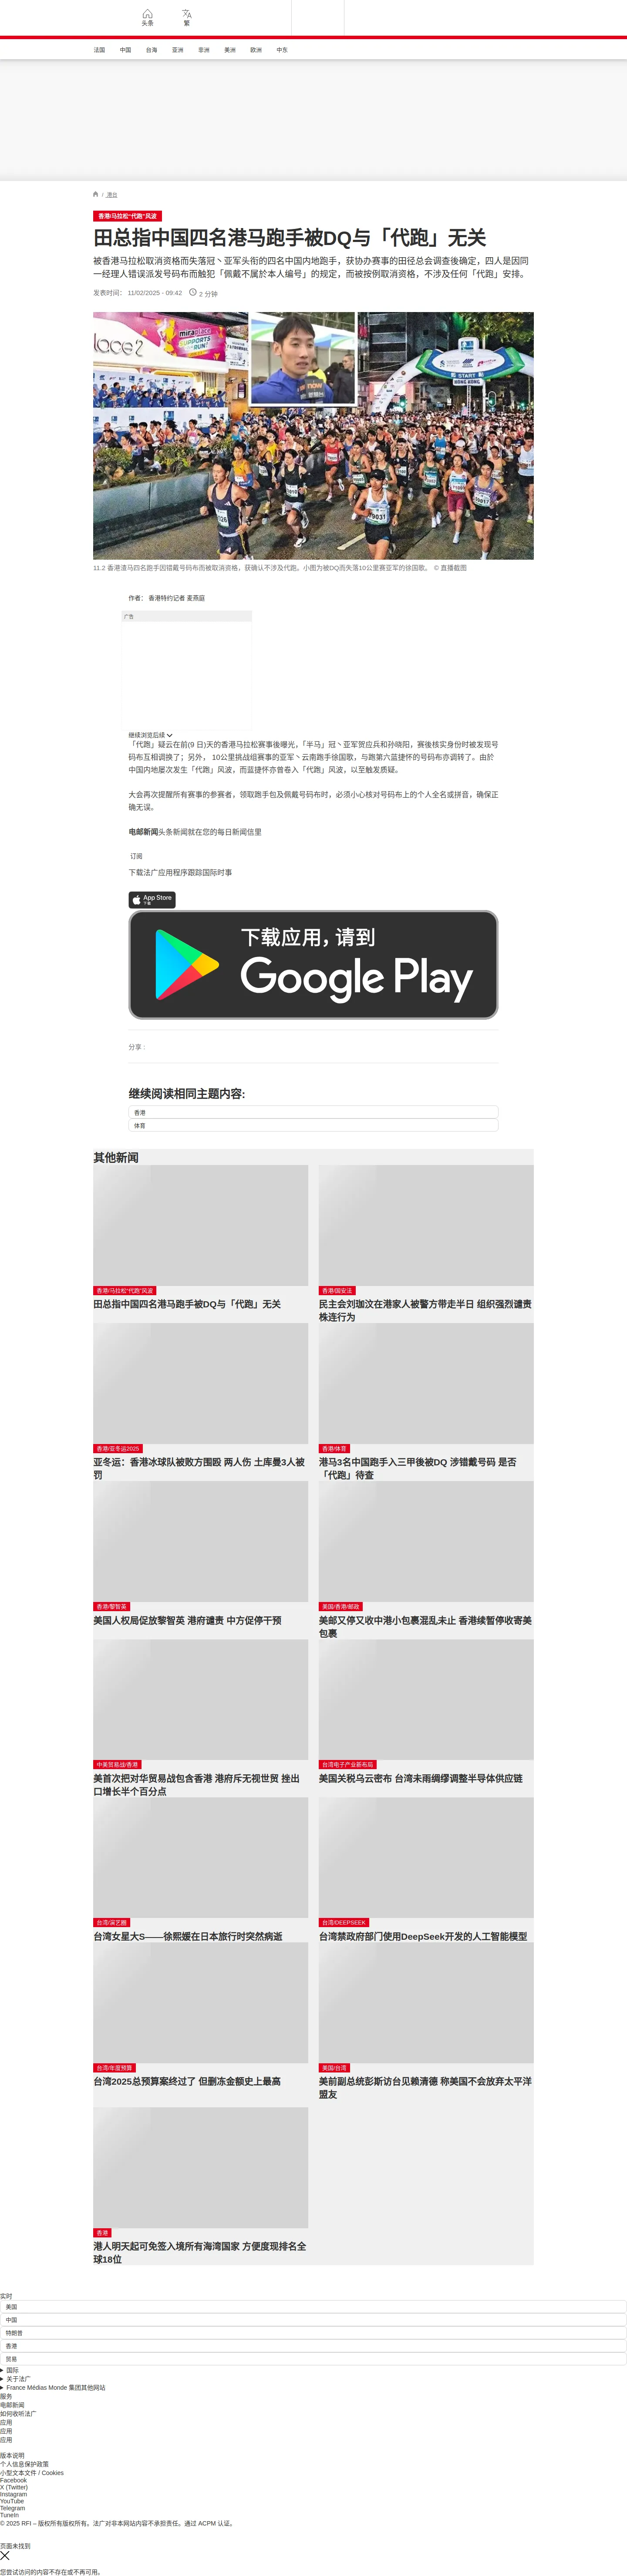 头条
繁
法国 中国 台海 亚洲 非洲 美洲 欧洲 中东
/ 港台
香港/马拉松“代跑”风波
田总指中国四名港马跑手被DQ与「代跑」无关
被香港马拉松取消资格而失落冠丶亚军头衔的四名中国内地跑手，获协办赛事的田径总会调查後确定，四人是因同
一经理人错误派发号码布而触犯「佩戴不属於本人编号」的规定，而被按例取消资格，不涉及任何「代跑」安排。
发表时间： 11/02/2025 - 09:42 2 分钟
11.2 香港渣马四名跑手因错戴号码布而被取消资格，获确认不涉及代跑。小图为被DQ而失落10公里赛亚军的徐国歌。 © 直播截图
作者： 香港特约记者 麦燕庭
广告
继续浏览后续
「代跑」疑云在前(9 日)天的香港马拉松赛事後曝光，「半马」冠丶亚军贺应兵和孙晓阳，赛後核实身份时被发现号
码布互相调换了；另外， 10公里挑战组赛事的亚军丶云南跑手徐国歌，与跑第六蓝捷怀的号码布亦调转了。由於
中国内地屡次发生「代跑」风波，而蓝捷怀亦曾卷入「代跑」风波，以至触发质疑。
大会再次提醒所有赛事的参赛者，领取跑手包及佩戴号码布时，必须小心核对号码布上的个人全名或拼音，确保正
确无误。
电邮新闻头条新闻就在您的每日新闻信里
订阅
下载法广应用程序跟踪国际时事
App Store
下载
下载应用，请到
Google Play
分享 :
继续阅读相同主题内容:
香港
体育
其他新闻
香港/马拉松“代跑”风波
田总指中国四名港马跑手被DQ与「代跑」无关
香港/国安法
民主会刘珈汶在港家人被警方带走半日 组织强烈谴责
株连行为
香港/亚冬运2025
亚冬运：香港冰球队被败方围殴 两人伤 土库曼3人被
罚
香港/体育
港马3名中国跑手入三甲後被DQ 涉错戴号码 是否
「代跑」待查
香港/黎智英
美国人权局促放黎智英 港府谴责 中方促停干预
美国/香港/邮政
美邮又停又收中港小包裹混乱未止 香港续暂停收寄美
包裹
中美贸易战/香港
美首次把对华贸易战包含香港 港府斥无视世贸 挫出
口增长半个百分点
台湾电子产业新布局
美国关税乌云密布 台湾未雨绸缪调整半导体供应链
台湾/演艺圈
台湾女星大S——徐熙媛在日本旅行时突然病逝
台湾/DEEPSEEK
台湾禁政府部门使用DeepSeek开发的人工智能模型
台湾/年度预算
台湾2025总预算案终过了 但删冻金额史上最高
美国/台湾
美前副总统彭斯访台见赖清德 称美国不会放弃太平洋
盟友
香港
港人明天起可免签入境所有海湾国家 方便度现排名全
球18位
实时
美国
中国
特朗普
香港
贸易
国际
关于法广
France Médias Monde 集团其他网站
服务
电邮新闻
如何收听法广
应用
应用
应用
版本说明
个人信息保护政策
小型文本文件 / Cookies
Facebook
X (Twitter)
Instagram
YouTube
Telegram
TuneIn
© 2025 RFI – 版权所有版权所有。法广对非本网站内容不承担责任。通过 ACPM 认证。
页面未找到
您尝试访问的内容不存在或不再可用。